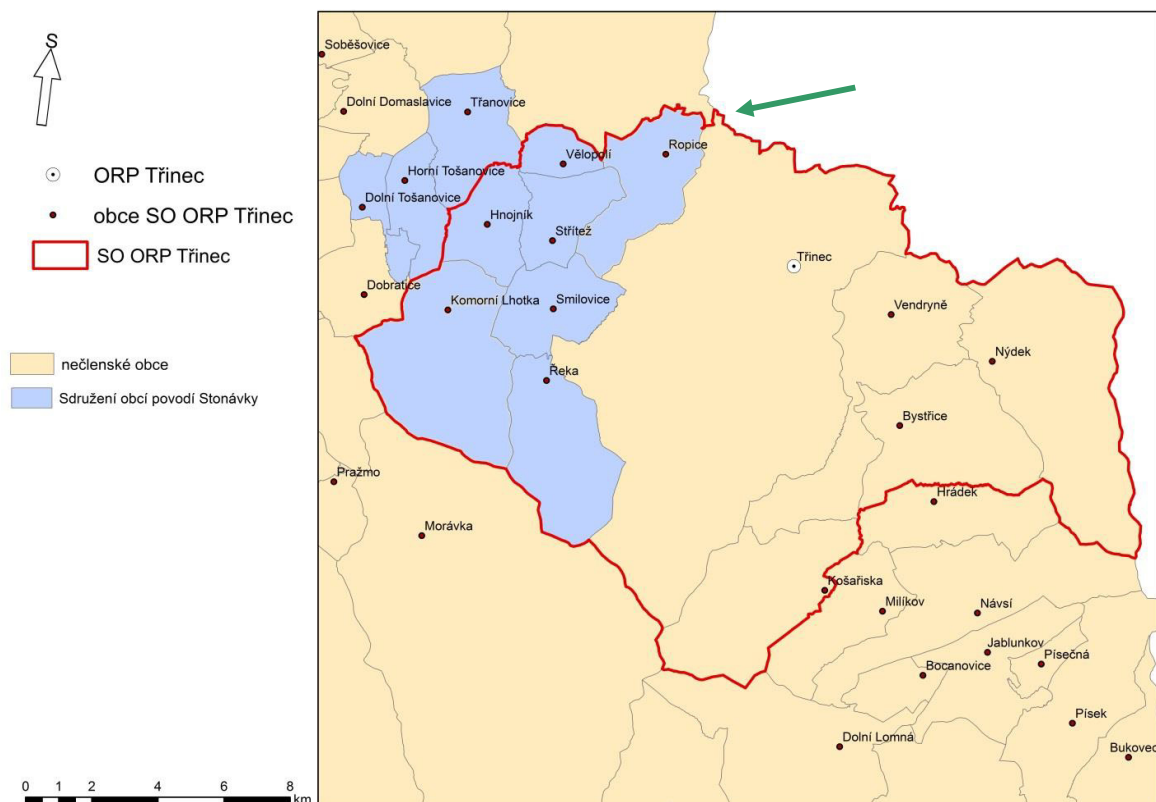 S
ORP Třinec
obce SO ORP Třinec
SO ORP Třinec
nečlenské obce
Sdružení obcí povodí Stonávky
0 1 2 4 6 8
km
Soběšovice
Dolní Domaslavice
Třanovice
Vělopolí
Ropice
Horní Tošanovice
Dolní Tošanovice
Hnojník
Střítež
Třinec
Dobratice
Komorní Lhotka
Smilovice
Vendryně
Nýdek
Řeka
Bystřice
Pražmo
Hrádek
Morávka
Košařiska
Milíkov
Návsí
Jablunkov
Písečná
Bocanovice
Písek
Dolní Lomná
Bukovec